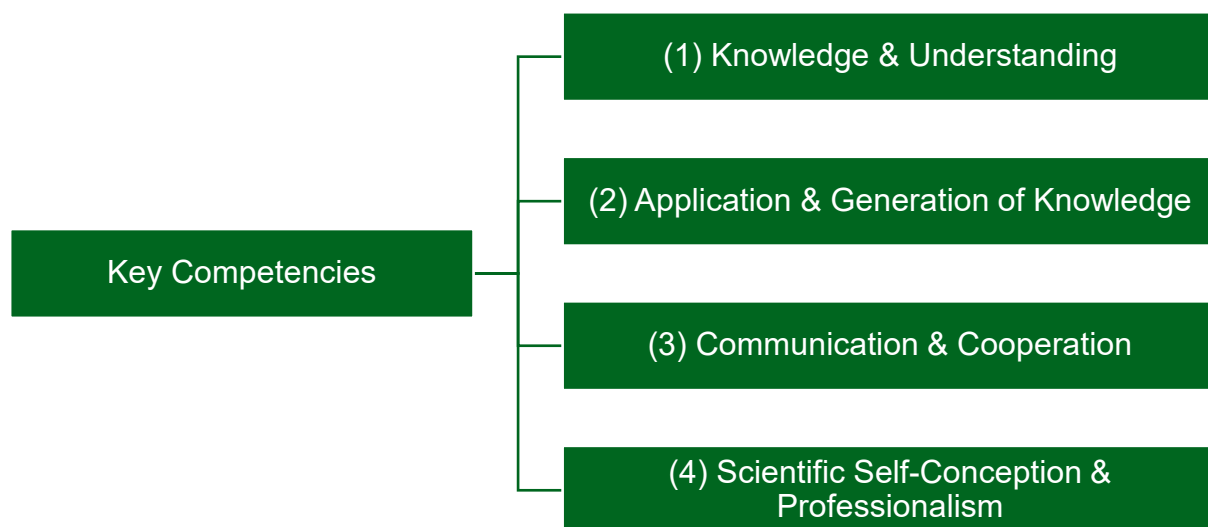 (1) Knowledge & Understanding
(2) Application & Generation of Knowledge
Key Competencies
(3) Communication & Cooperation
(4) Scientific Self-Conception &
Professionalism